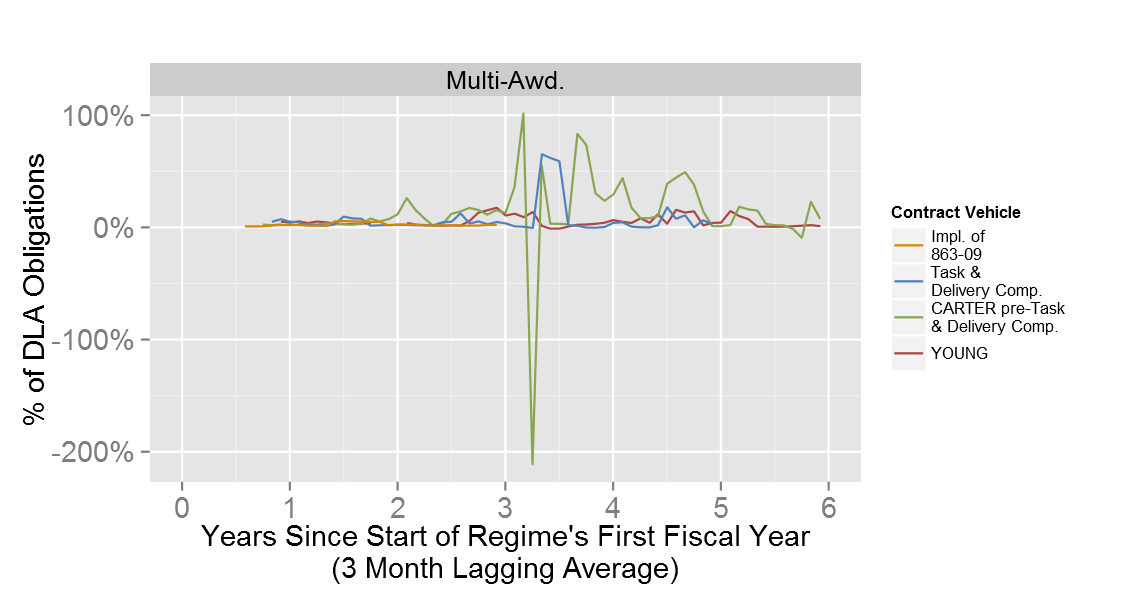 Multi-Awd.
100%
0%
-100%
-200%
% of DLA Obligations
0 1 2 3 4 5 6
Years Since Start of Regime's First Fiscal Year
(3 Month Lagging Average)
Contract Vehicle
Impl. of
863-09
Task &
Delivery Comp.
CARTER pre-Task
& Delivery Comp.
YOUNG